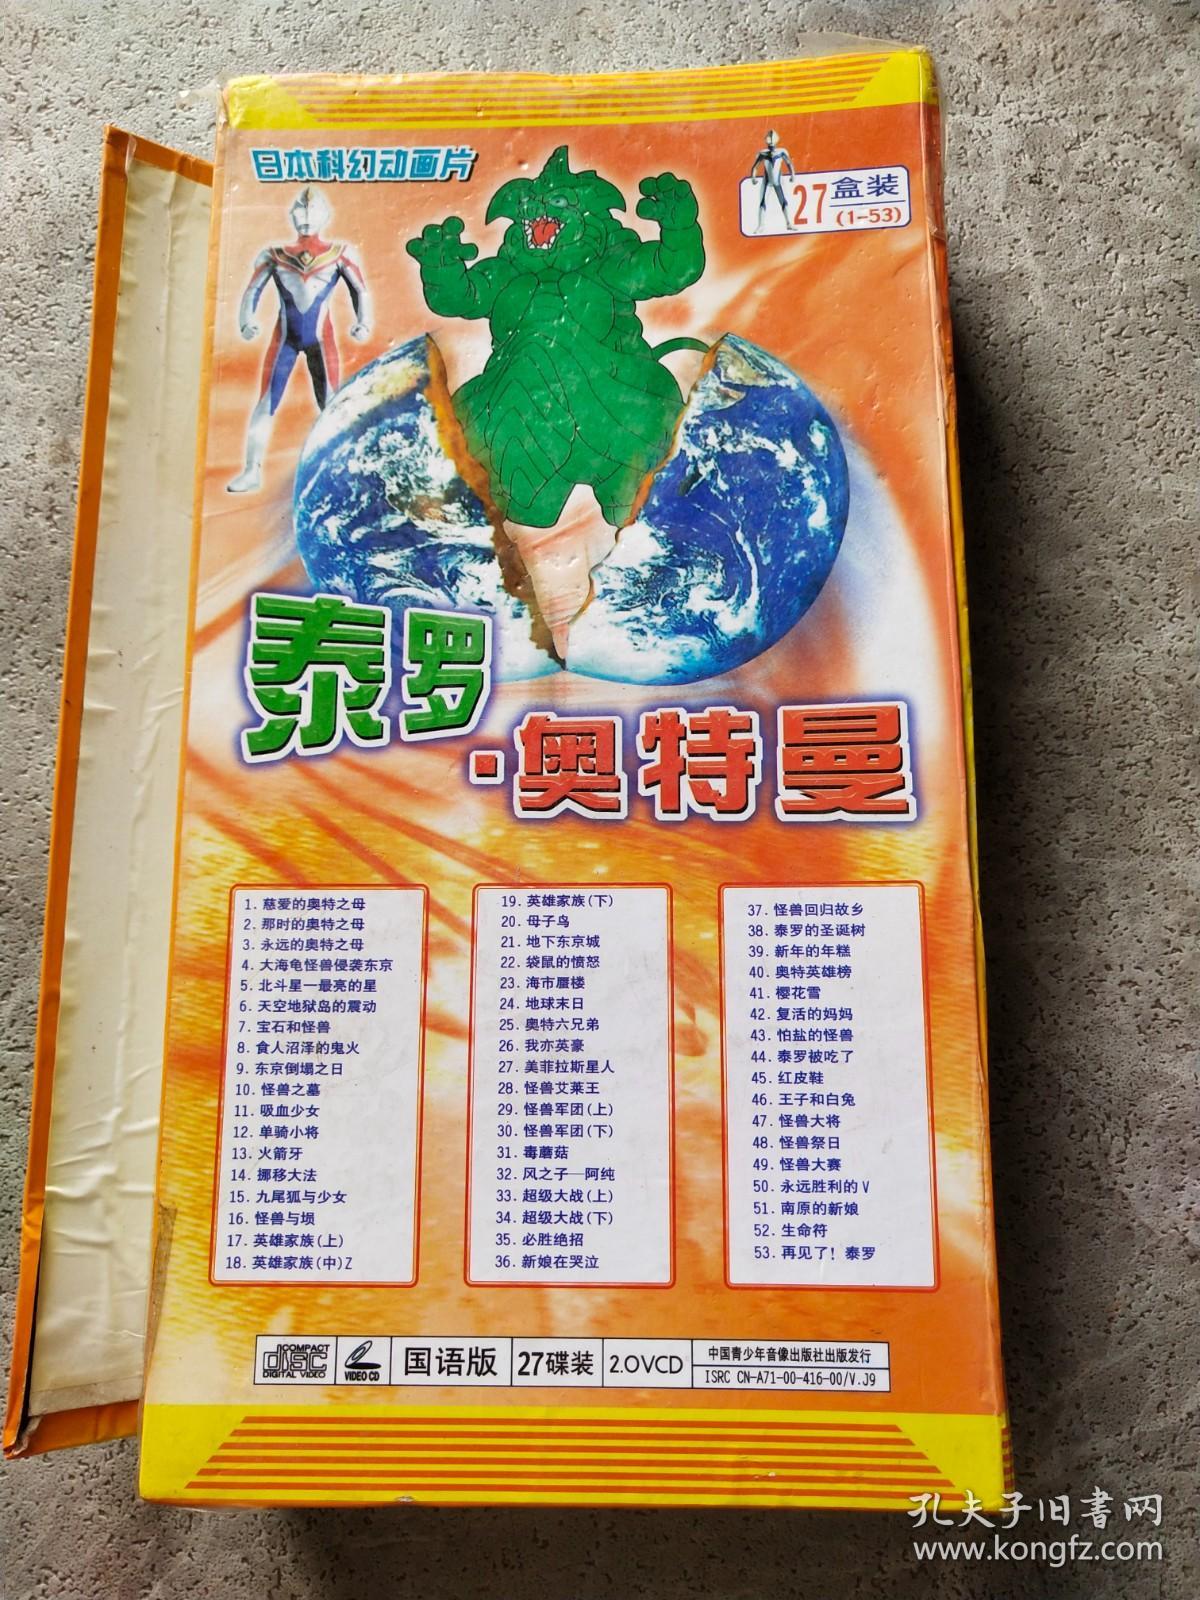 日本科幻动画片
27盒装
(1-53)
泰罗
·奥特曼
1. 慈爱的奥特之母
2. 那时的奥特之母
3. 永远的奥特之母
4. 大海龟怪兽侵袭东京
5. 北斗星一最亮的星
6. 天空地狱岛的震动
7. 宝石和怪兽
8. 食人沼泽的鬼火
9. 东京倒塌之日
10. 怪兽之墓
11. 吸血少女
12. 单骑小将
13. 火箭牙
14. 挪移大法
15. 九尾狐与少女
16. 怪兽与埙
17. 英雄家族(上)
18. 英雄家族(中)Z
19. 英雄家族(下)
20. 母子鸟
21. 地下东京城
22. 袋鼠的愤怒
23. 海市蜃楼
24. 地球末日
25. 奥特六兄弟
26. 我亦英豪
27. 美菲拉斯星人
28. 怪兽艾莱王
29. 怪兽军团(上)
30. 怪兽军团(下)
31. 毒蘑菇
32. 风之子—阿纯
33. 超级大战(上)
34. 超级大战(下)
35. 必胜绝招
36. 新娘在哭泣
37. 怪兽回归故乡
38. 泰罗的圣诞树
39. 新年的年糕
40. 奥特英雄榜
41. 樱花雪
42. 复活的妈妈
43. 怕盐的怪兽
44. 泰罗被吃了
45. 红皮鞋
46. 王子和白兔
47. 怪兽大将
48. 怪兽祭日
49. 怪兽大赛
50. 永远胜利的V
51. 南原的新娘
52. 生命符
53. 再见了！泰罗
COMPACT
disc
DIGITAL VIDEO
VIDEO CD
国语版
27碟装
2.0VCD
中国青少年音像出版社出版发行
ISRC CN-A71-00-416-00/V.J9
孔夫子旧书网
www.kongfz.com